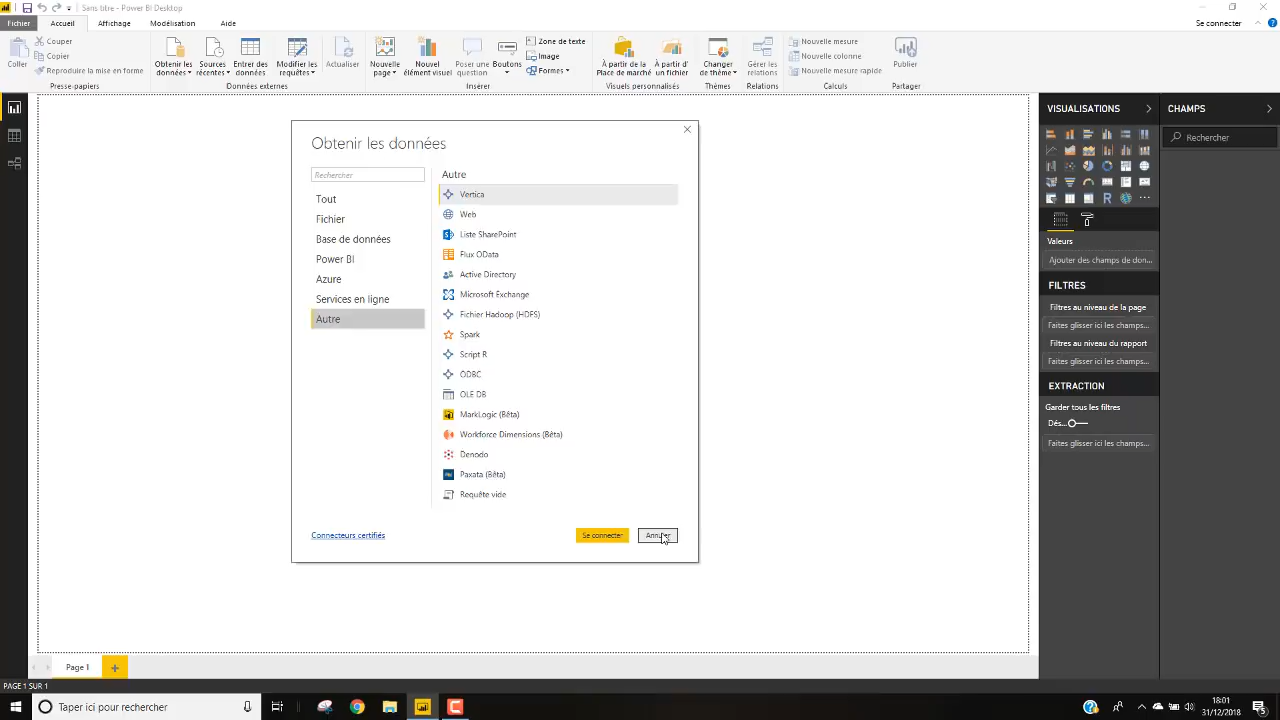 Sans titre - Power BI Desktop
Fichier
Accueil
Affichage
Modélisation
Aide
Se connecter
Coller
Couper
Copier
Reproduire la mise en forme
Presse-papiers
Obtenir les données
Sources récentes
Entrer des données
Modifier les requêtes
Actualiser
Données externes
Nouvelle page
Nouvel élément visuel
Poser une question
Boutons
Zone de texte
Image
Formes
Insérer
À partir de la Place de marché
À partir d' un fichier
Visuels personnalisés
Changer de thème
Thèmes
Gérer les relations
Relations
Nouvelle mesure
Nouvelle colonne
Nouvelle mesure rapide
Calculs
Publier
Partager
Obtenir les données
Rechercher
Tout
Fichier
Base de données
Power BI
Azure
Services en ligne
Autre
Autre
Vertica
Web
Liste SharePoint
Flux OData
Active Directory
Microsoft Exchange
Fichier Hadoop (HDFS)
Spark
Script R
ODBC
OLE DB
MarkLogic (Bêta)
Workforce Dimensions (Bêta)
Denodo
Paxata (Bêta)
Requête vide
Connecteurs certifiés
Se connecter
Annuler
VISUALISATIONS
Valeurs
Ajouter des champs de don...
FILTRES
Filtres au niveau de la page
Faites glisser ici les champs...
Filtres au niveau du rapport
Faites glisser ici les champs...
EXTRACTION
Garder tous les filtres
Dés...
Faites glisser ici les champs...
CHAMPS
Rechercher
Page 1
PAGE 1 SUR 1
Taper ici pour rechercher
18:01
31/12/2018